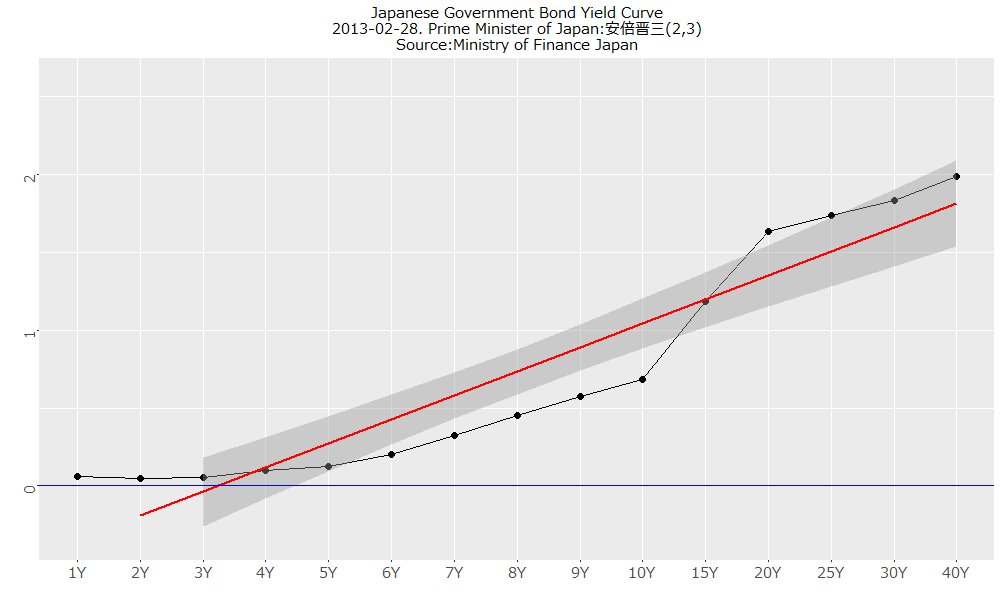 Japanese Government Bond Yield Curve
2013-02-28. Prime Minister of Japan:安倍晋三(2,3)
Source:Ministry of Finance Japan
2
1
0
1Y 2Y 3Y 4Y 5Y 6Y 7Y 8Y 9Y 10Y 15Y 20Y 25Y 30Y 40Y